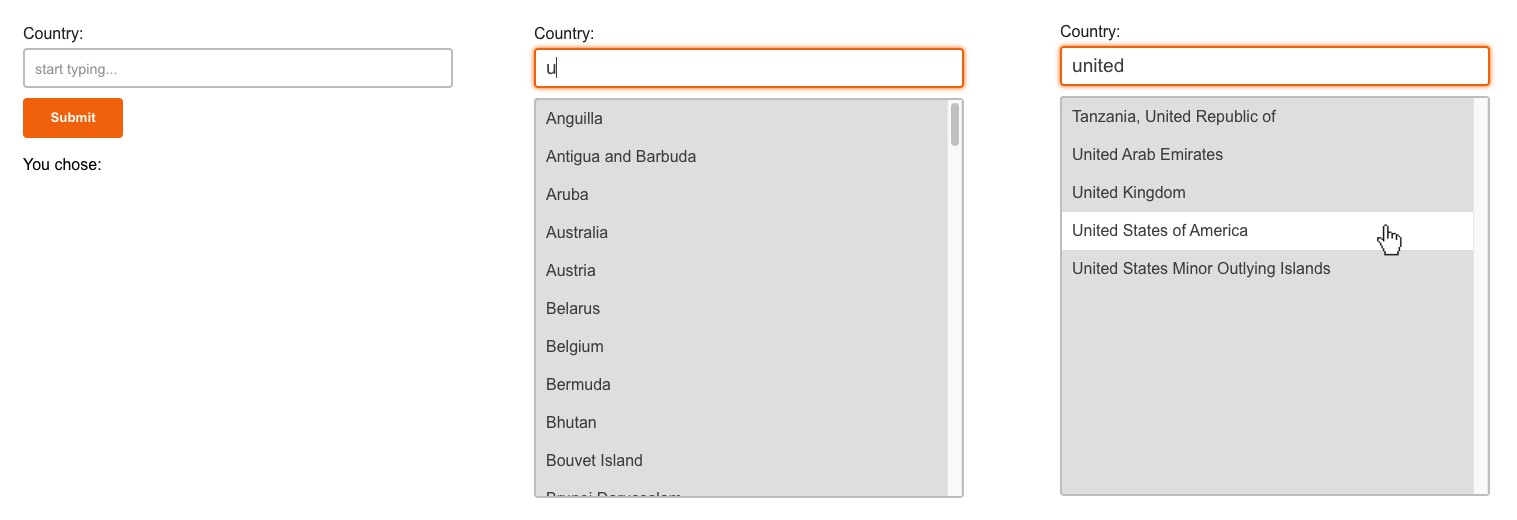 Country:
start typing...
Submit
You chose:
Country:
u
Anguilla
Antigua and Barbuda
Aruba
Australia
Austria
Belarus
Belgium
Bermuda
Bhutan
Bouvet Island
Brunei Darussalam
Country:
united
Tanzania, United Republic of
United Arab Emirates
United Kingdom
United States of America
United States Minor Outlying Islands